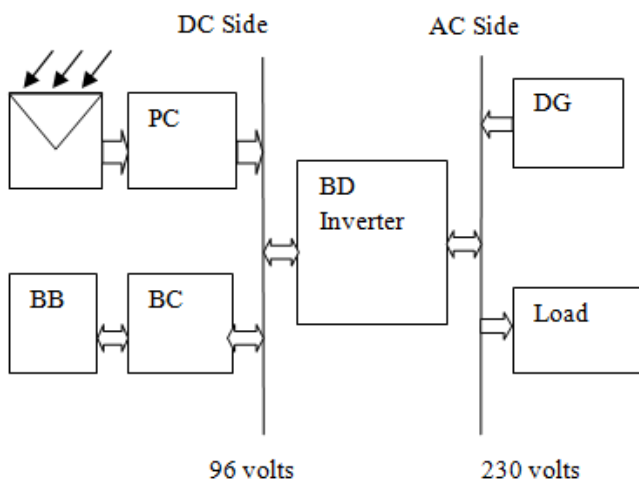 DC Side
AC Side
PC
DG
BD
Inverter
BB
BC
Load
96 volts
230 volts